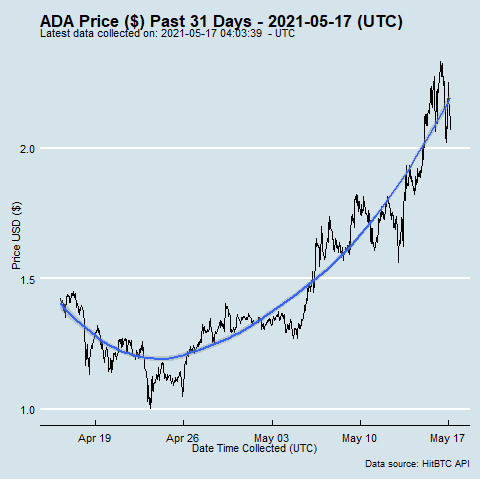 ADA Price ($) Past 31 Days - 2021-05-17 (UTC)
Latest data collected on: 2021-05-17 04:03:39 - UTC
Price USD ($)
2.0
1.5
1.0
Apr 19 Apr 26 May 03 May 10 May 17
Date Time Collected (UTC)
Data source: HitBTC API